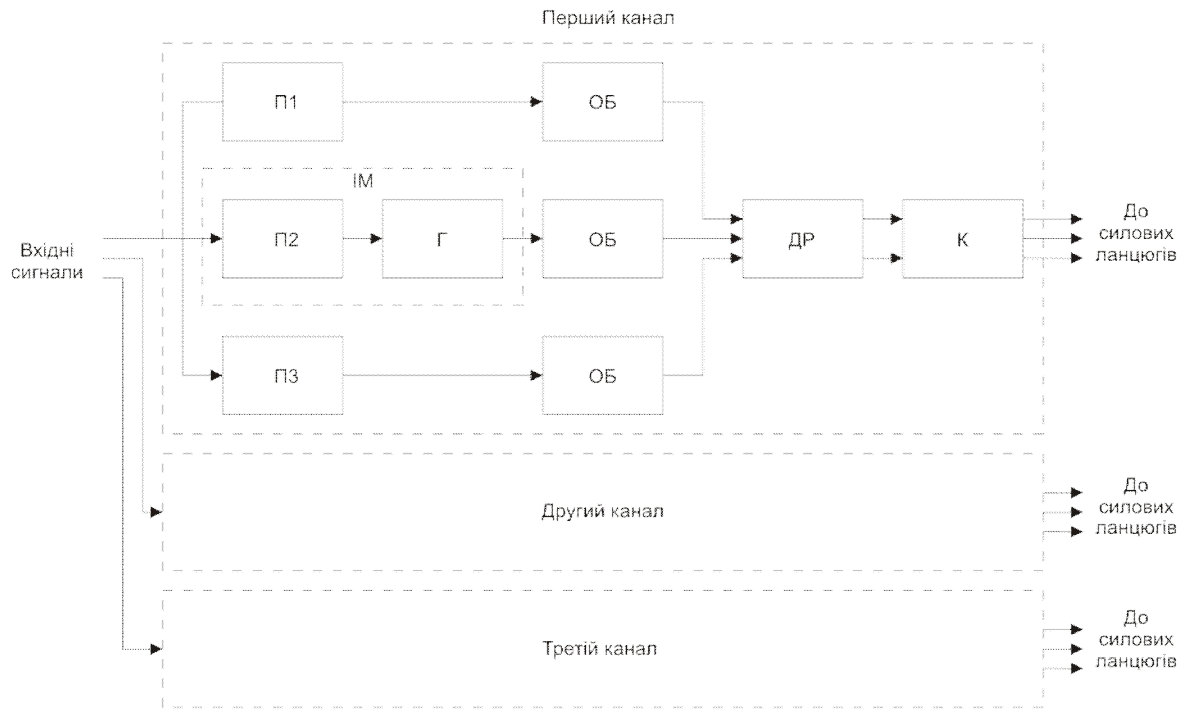 Перший канал
П1
ОБ
ІМ
П2
Г
ОБ
ДР
К
До
силових
ланцюгів
Вхідні
сигнали
П3
ОБ
Другий канал
До
силових
ланцюгів
Третій канал
До
силових
ланцюгів